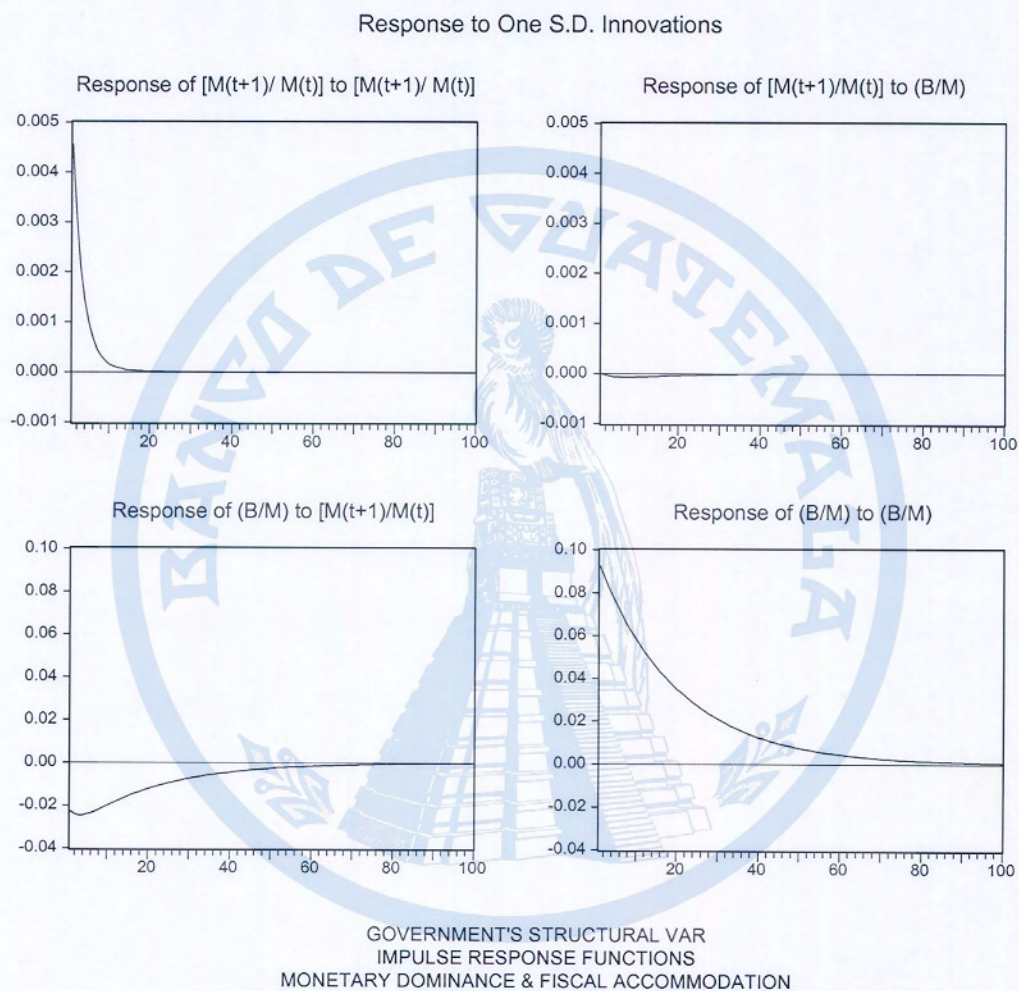 Response to One S.D. Innovations
Response of [M(t+1)/ M(t)] to [M(t+1)/ M(t)]
0.005
0.004
0.003
0.002
0.001
0.000
-0.001
20 40 60 80 100
Response of [M(t+1)/M(t)] to (B/M)
0.005
0.004
0.003
0.002
0.001
0.000
-0.001
20 40 60 80 100
Response of (B/M) to [M(t+1)/M(t)]
0.10
0.08
0.06
0.04
0.02
0.00
-0.02
-0.04
20 40 60 80 100
Response of (B/M) to (B/M)
0.10
0.08
0.06
0.04
0.02
0.00
-0.02
-0.04
20 40 60 80 100
BANCO DE GUATEMALA
GOVERNMENT'S STRUCTURAL VAR
IMPULSE RESPONSE FUNCTIONS
MONETARY DOMINANCE & FISCAL ACCOMMODATION